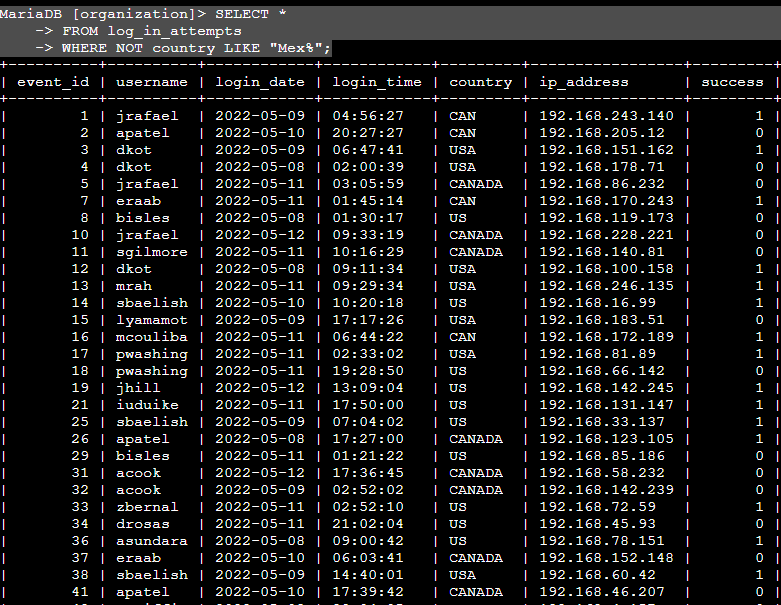 MariaDB [organization]> SELECT *
    -> FROM log_in_attempts
    -> WHERE NOT country LIKE "Mex%";
+----------+----------+------------+------------+---------+-----------------+---------+
| event_id | username | login_date | login_time | country | ip_address      | success |
+----------+----------+------------+------------+---------+-----------------+---------+
|        1 | jrafael  | 2022-05-09 | 04:56:27   | CAN     | 192.168.243.140 |       1 |
|        2 | apatel   | 2022-05-10 | 20:27:27   | CAN     | 192.168.205.12  |       0 |
|        3 | dkot     | 2022-05-09 | 06:47:41   | USA     | 192.168.151.162 |       1 |
|        4 | dkot     | 2022-05-08 | 02:00:39   | USA     | 192.168.178.71  |       0 |
|        5 | jrafael  | 2022-05-11 | 03:05:59   | CANADA  | 192.168.86.232  |       0 |
|        7 | eraab    | 2022-05-11 | 01:45:14   | CAN     | 192.168.170.243 |       1 |
|        8 | bisles   | 2022-05-08 | 01:30:17   | US      | 192.168.119.173 |       0 |
|       10 | jrafael  | 2022-05-12 | 09:33:19   | CANADA  | 192.168.228.221 |       0 |
|       11 | sgilmore | 2022-05-11 | 10:16:29   | CANADA  | 192.168.140.81  |       0 |
|       12 | dkot     | 2022-05-08 | 09:11:34   | USA     | 192.168.100.158 |       1 |
|       13 | mrah     | 2022-05-11 | 09:29:34   | USA     | 192.168.246.135 |       1 |
|       14 | sbaelish | 2022-05-10 | 10:20:18   | US      | 192.168.16.99   |       1 |
|       15 | lyamamot | 2022-05-09 | 17:17:26   | USA     | 192.168.183.51  |       0 |
|       16 | mcouliba | 2022-05-11 | 06:44:22   | CAN     | 192.168.172.189 |       1 |
|       17 | pwashing | 2022-05-11 | 02:33:02   | USA     | 192.168.81.89   |       1 |
|       18 | pwashing | 2022-05-11 | 19:28:50   | US      | 192.168.66.142  |       0 |
|       19 | jhill    | 2022-05-12 | 13:09:04   | US      | 192.168.142.245 |       1 |
|       21 | iuduike  | 2022-05-11 | 17:50:00   | US      | 192.168.131.147 |       1 |
|       25 | sbaelish | 2022-05-09 | 07:04:02   | US      | 192.168.33.137  |       1 |
|       26 | apatel   | 2022-05-08 | 17:27:00   | CANADA  | 192.168.123.105 |       1 |
|       29 | bisles   | 2022-05-11 | 01:21:22   | US      | 192.168.85.186  |       0 |
|       31 | acook    | 2022-05-12 | 17:36:45   | CANADA  | 192.168.58.232  |       0 |
|       32 | acook    | 2022-05-09 | 02:52:02   | CANADA  | 192.168.142.239 |       0 |
|       33 | zbernal  | 2022-05-11 | 02:52:10   | US      | 192.168.72.59   |       1 |
|       34 | drosas   | 2022-05-11 | 21:02:04   | US      | 192.168.45.93   |       0 |
|       36 | asundara | 2022-05-08 | 09:00:42   | US      | 192.168.78.151  |       1 |
|       37 | eraab    | 2022-05-10 | 06:03:41   | CANADA  | 192.168.152.148 |       0 |
|       38 | sbaelish | 2022-05-09 | 14:40:01   | USA     | 192.168.60.42   |       1 |
|       41 | apatel   | 2022-05-10 | 17:39:42   | CANADA  | 192.168.46.207  |       0 |